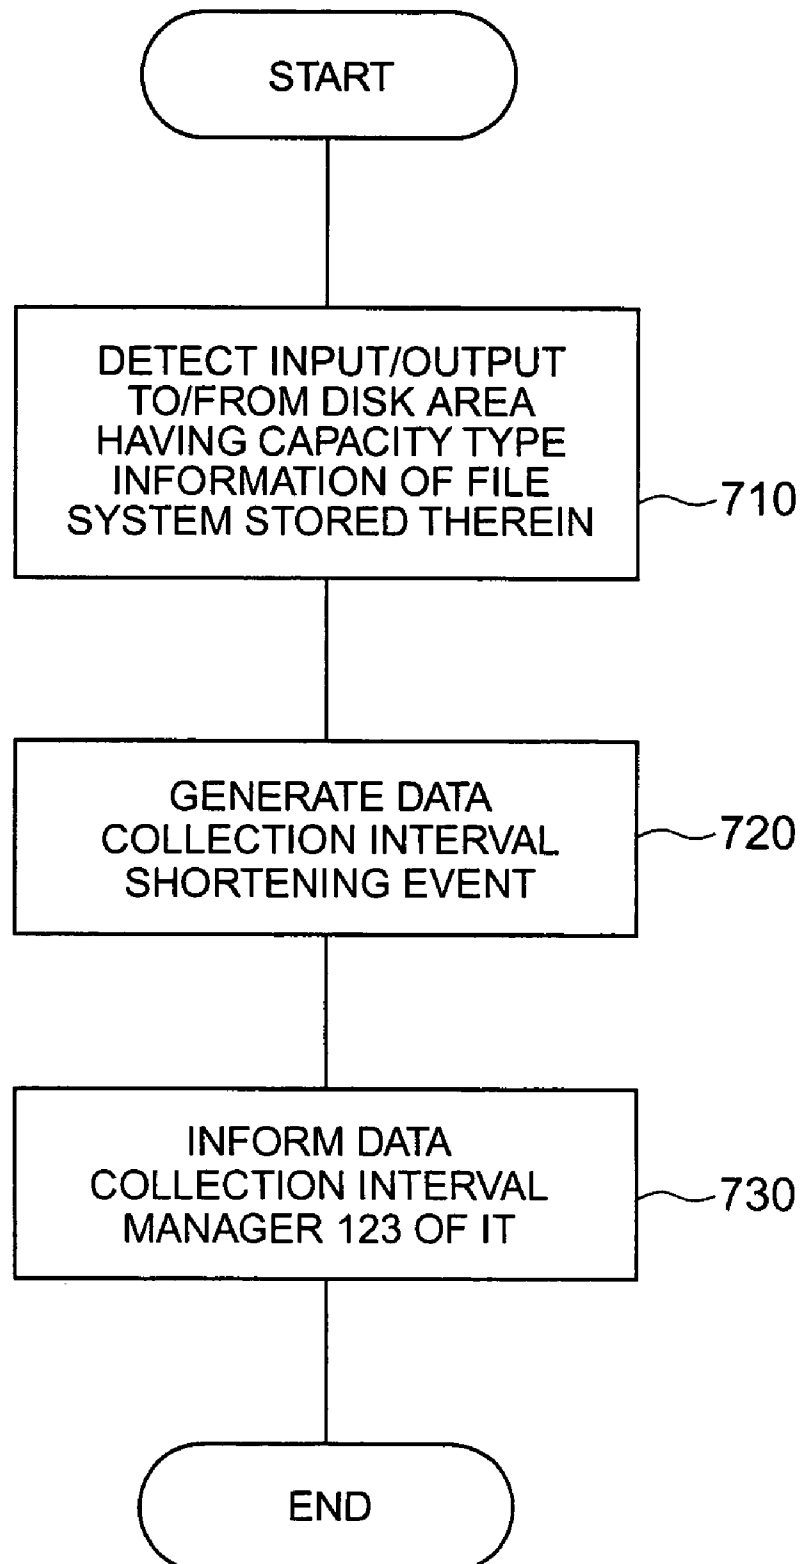 START
DETECT INPUT/OUTPUT
TO/FROM DISK AREA
HAVING CAPACITY TYPE
INFORMATION OF FILE
SYSTEM STORED THEREIN
710
GENERATE DATA
COLLECTION INTERVAL
SHORTENING EVENT
720
INFORM DATA
COLLECTION INTERVAL
MANAGER 123 OF IT
730
END